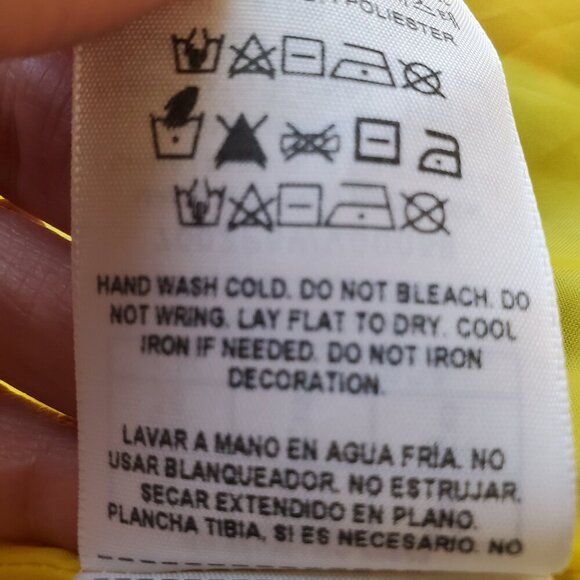 POLIESTER
HAND WASH COLD. DO NOT BLEACH. DO
NOT WRING. LAY FLAT TO DRY. COOL
IRON IF NEEDED. DO NOT IRON
DECORATION.
LAVAR A MANO EN AGUA FRÍA. NO
USAR BLANQUEADOR. NO ESTRUJAR.
SECAR EXTENDIDO EN PLANO.
PLANCHA TIBIA, SI ES NECESARIO. NO